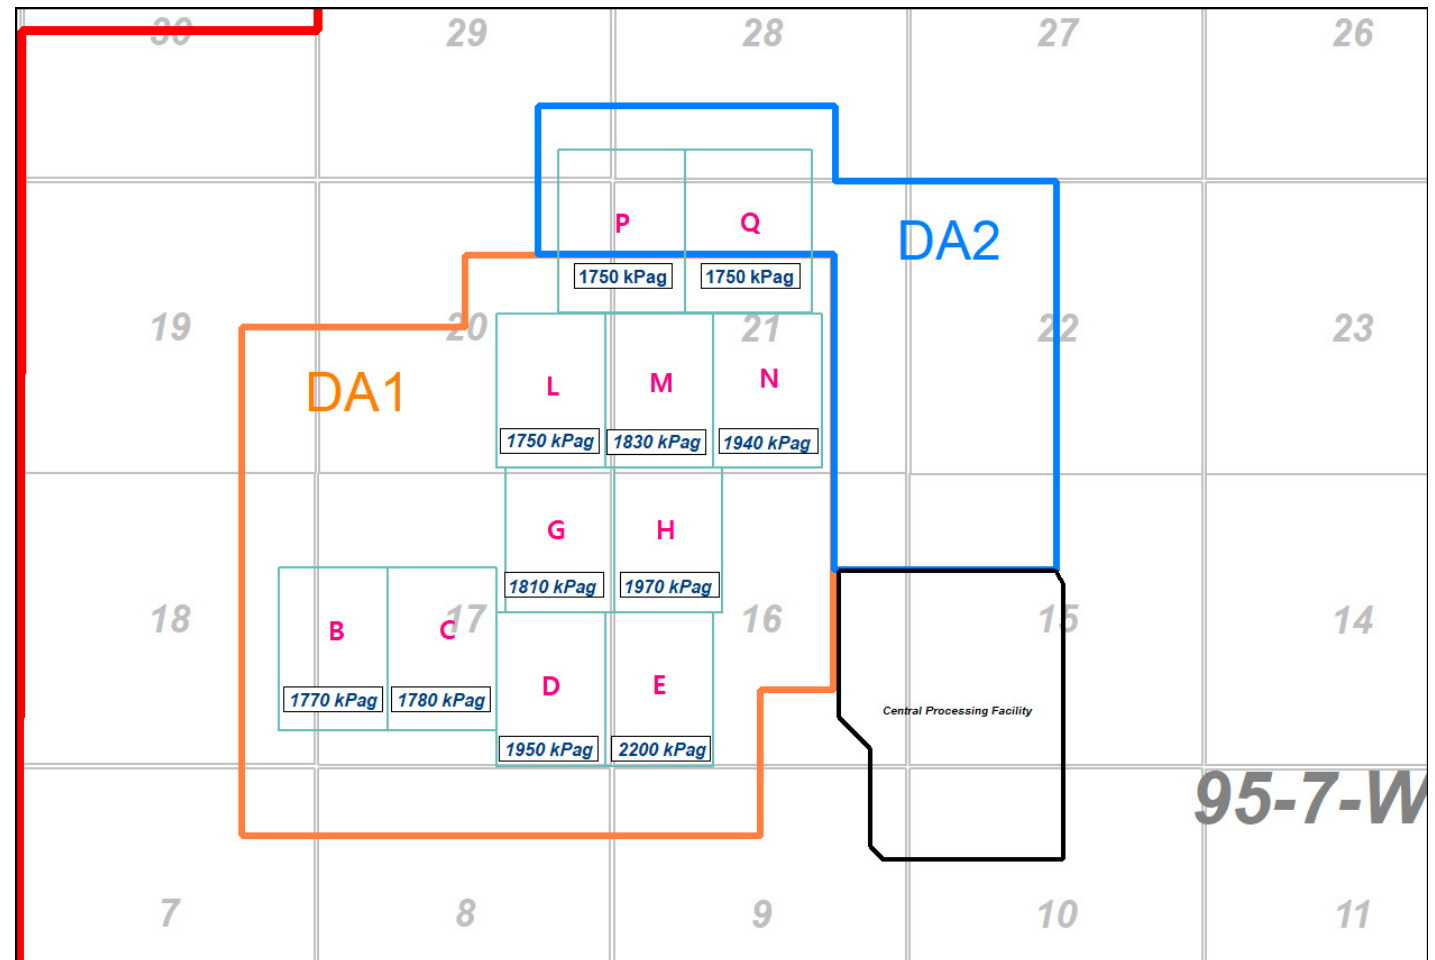 30 29 28 27 26
P Q DA2
1750 kPag 1750 kPag
19 20 21 22 23
DA1 L M N
1750 kPag 1830 kPag 1940 kPag
G H
1810 kPag 1970 kPag
18 17 16 15 14
B C
D E
1770 kPag 1780 kPag
Central Processing Facility
1950 kPag 2200 kPag
95-7-W
7 8 9 10 11